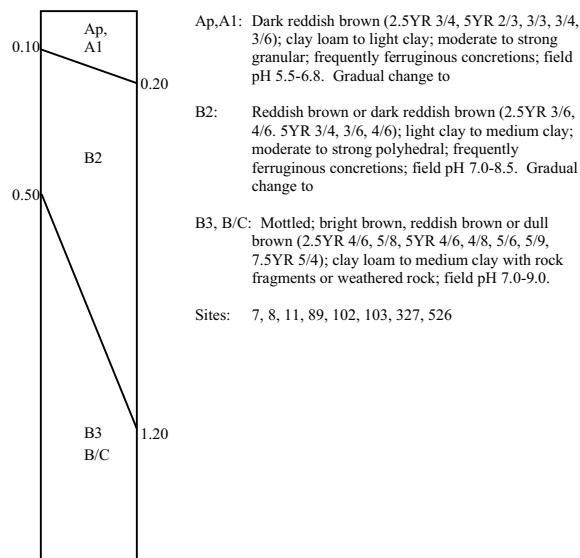 Ap,
A1
0.10
0.20
B2
0.50
B3
B/C
1.20
Ap,A1: Dark reddish brown (2.5YR 3/4, 5YR 2/3, 3/3, 3/4,
3/6); clay loam to light clay; moderate to strong
granular; frequently ferruginous concretions; field
pH 5.5-6.8. Gradual change to
B2: Reddish brown or dark reddish brown (2.5YR 3/6,
4/6. 5YR 3/4, 3/6, 4/6); light clay to medium clay;
moderate to strong polyhedral; frequently
ferruginous concretions; field pH 7.0-8.5. Gradual
change to
B3, B/C: Mottled; bright brown, reddish brown or dull
brown (2.5YR 4/6, 5/8, 5YR 4/6, 4/8, 5/6, 5/9,
7.5YR 5/4); clay loam to medium clay with rock
fragments or weathered rock; field pH 7.0-9.0.
Sites: 7, 8, 11, 89, 102, 103, 327, 526